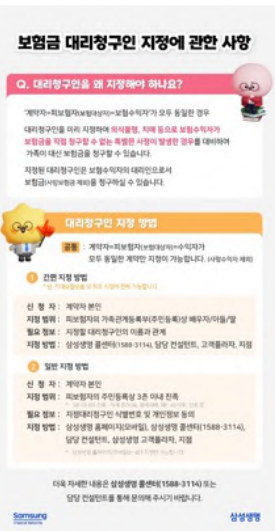 보험금 대리청구인 지정에 관한 사항
Q. 대리청구인을 왜 지정해야 하나요?
'계약자=피보험자(보험대상자)=보험수익자'가 모두 동일한 경우
대리청구인을 미리 지정하여 의식불명, 치매 등으로 보험수익자가
보험금을 직접 청구할 수 없는 특별한 사정이 발생한 경우를 대비하여
가족이 대신 보험금을 청구할 수 있습니다.
지정된 대리청구인은 보험수익자의 대리인으로서
보험금(사망보험금 제외)을 청구하실 수 있습니다.
대리청구인 지정 방법
공통 : 계약자=피보험자(보험대상자)=수익자가
모두 동일한 계약만 지정이 가능합니다. (사망수익자 제외)
1 간편 지정 방법
신 청 자 : 계약자 본인
지정 범위 : 피보험자의 가족관계등록부(주민등록)상 배우자/아들/딸
필요 정보 : 지정할 대리청구인의 이름과 관계
지정 방법 : 삼성생명 콜센터(1588-3114), 담당 컨설턴트, 고객플라자, 지점
2 일반 지정 방법
신 청 자 : 계약자 본인
지정 범위 : 피보험자의 주민등록상 3촌 이내 친족
필요 정보 : 지정대리청구인 식별번호 및 개인정보 동의
지정 방법 : 삼성생명 홈페이지(모바일), 삼성생명 콜센터(1588-3114),
담당 컨설턴트, 삼성생명 고객플라자, 지점
더욱 자세한 내용은 삼성생명 콜센터(1588-3114) 또는
담당 컨설턴트를 통해 문의해 주시기 바랍니다.
Samsung
삼성생명